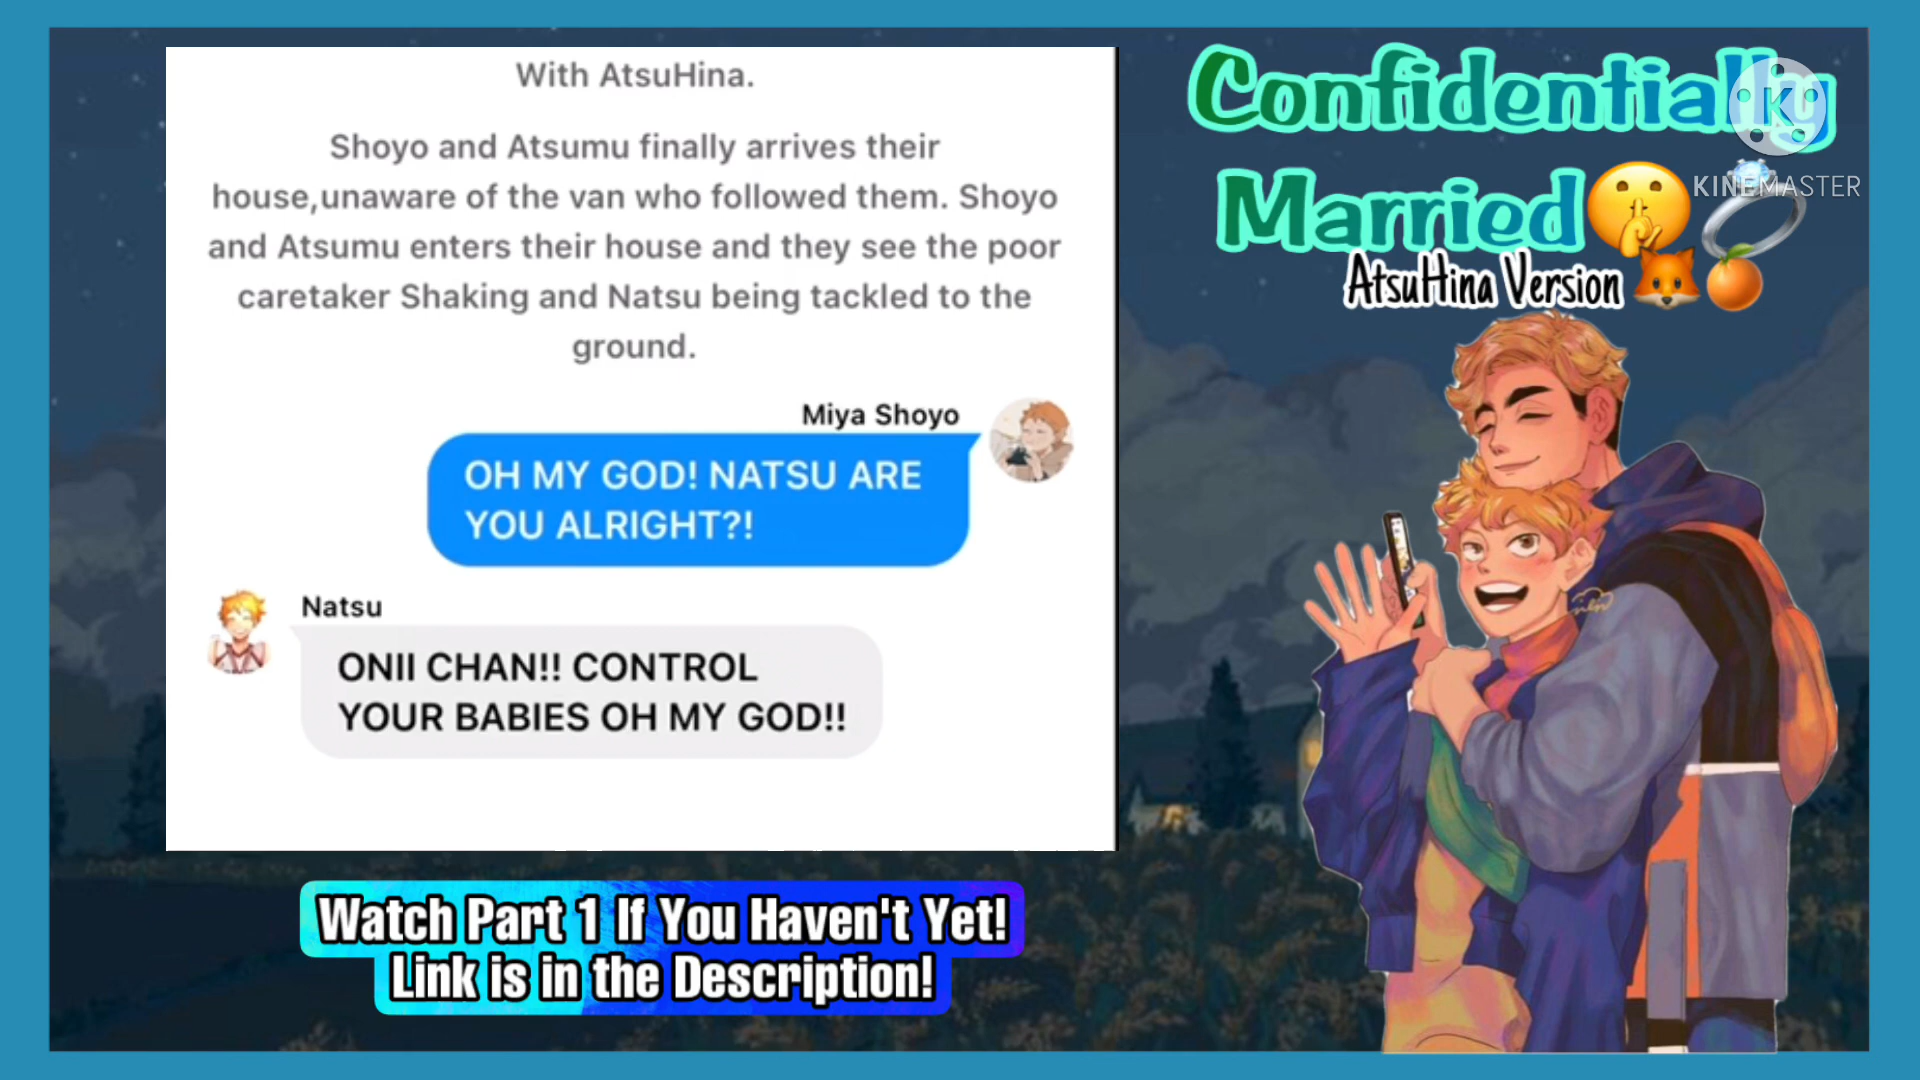 With AtsuHina.
Shoyo and Atsumu finally arrives their
house,unaware of the van who followed them. Shoyo
and Atsumu enters their house and they see the poor
caretaker Shaking and Natsu being tackled to the
ground.
Miya Shoyo
OH MY GOD! NATSU ARE
YOU ALRIGHT?!
Natsu
ONII CHAN!! CONTROL
YOUR BABIES OH MY GOD!!
Watch Part 1 If You Haven't Yet!
Link is in the Description!
Confidentially
Married
AtsuHina Version
K
KINEMASTER